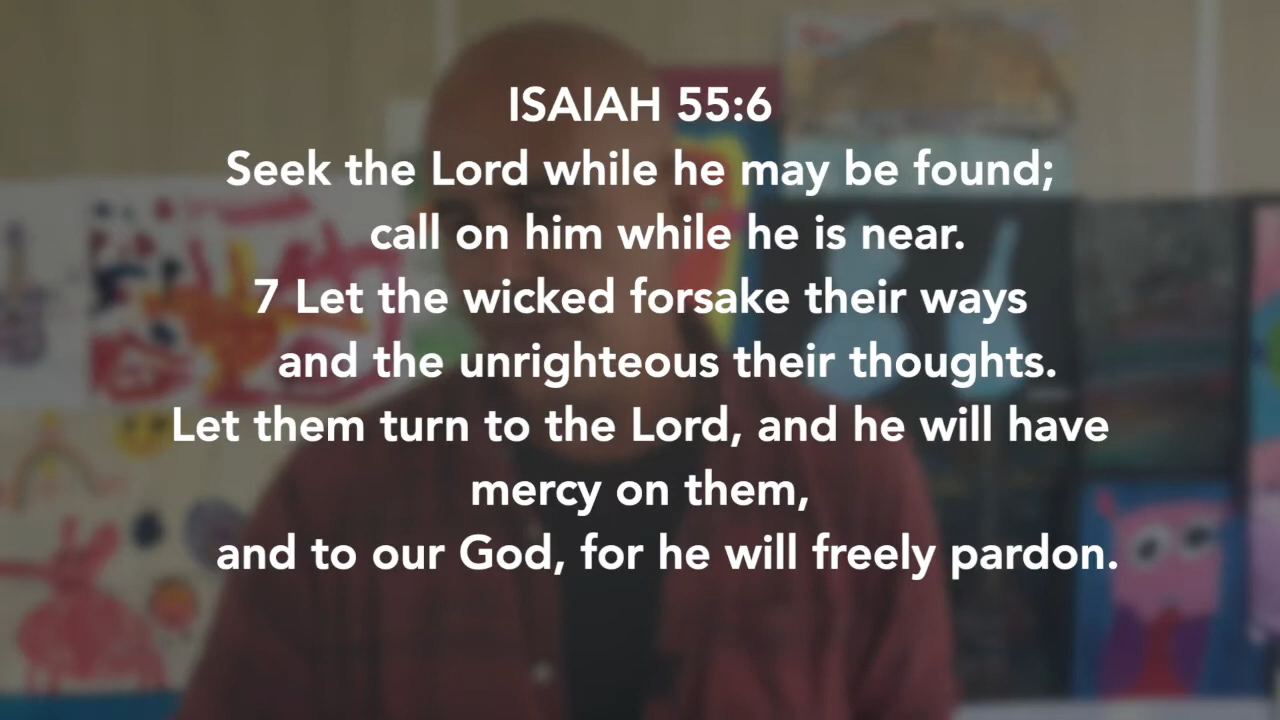 ISAIAH 55:6
Seek the Lord while he may be found;
call on him while he is near.
7 Let the wicked forsake their ways
and the unrighteous their thoughts.
Let them turn to the Lord, and he will have
mercy on them,
and to our God, for he will freely pardon.